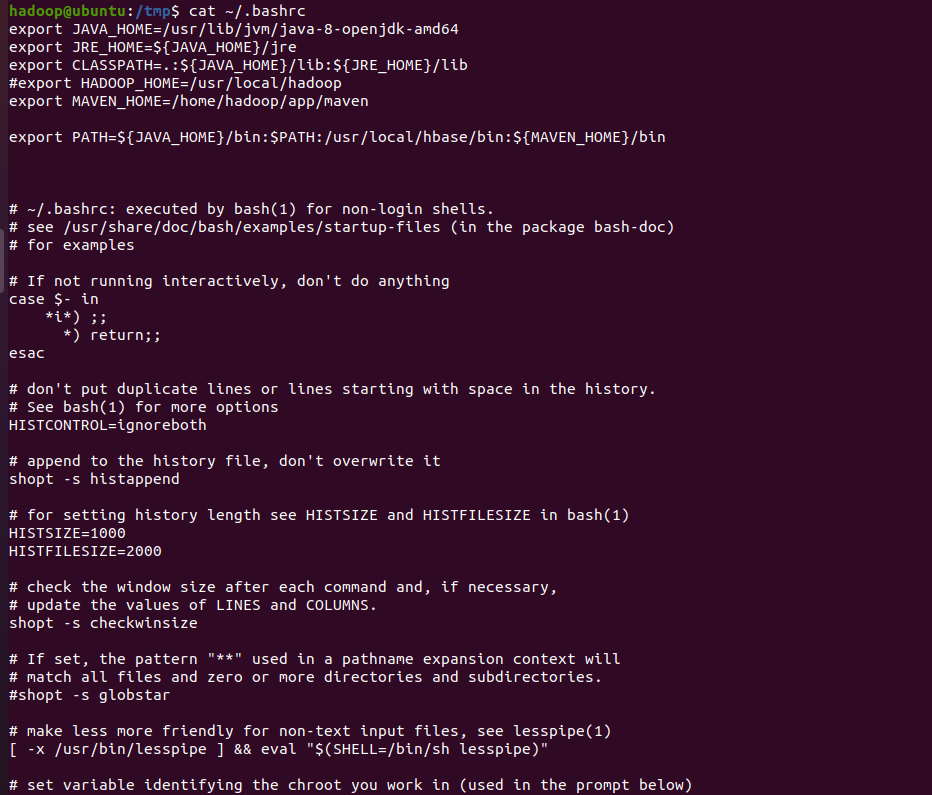 hadoop@ubuntu:/tmp$ cat ~/.bashrc
export JAVA_HOME=/usr/lib/jvm/java-8-openjdk-amd64
export JRE_HOME=${JAVA_HOME}/jre
export CLASSPATH=.:${JAVA_HOME}/lib:${JRE_HOME}/lib
#export HADOOP_HOME=/usr/local/hadoop
export MAVEN_HOME=/home/hadoop/app/maven
export PATH=${JAVA_HOME}/bin:$PATH:/usr/local/hbase/bin:${MAVEN_HOME}/bin
# ~/.bashrc: executed by bash(1) for non-login shells.
# see /usr/share/doc/bash/examples/startup-files (in the package bash-doc)
# for examples
# If not running interactively, don't do anything
case $- in
    *i*) ;;
      *) return;;
esac
# don't put duplicate lines or lines starting with space in the history.
# See bash(1) for more options
HISTCONTROL=ignoreboth
# append to the history file, don't overwrite it
shopt -s histappend
# for setting history length see HISTSIZE and HISTFILESIZE in bash(1)
HISTSIZE=1000
HISTFILESIZE=2000
# check the window size after each command and, if necessary,
# update the values of LINES and COLUMNS.
shopt -s checkwinsize
# If set, the pattern "**" used in a pathname expansion context will
# match all files and zero or more directories and subdirectories.
#shopt -s globstar
# make less more friendly for non-text input files, see lesspipe(1)
[ -x /usr/bin/lesspipe ] && eval "$(SHELL=/bin/sh lesspipe)"
# set variable identifying the chroot you work in (used in the prompt below)